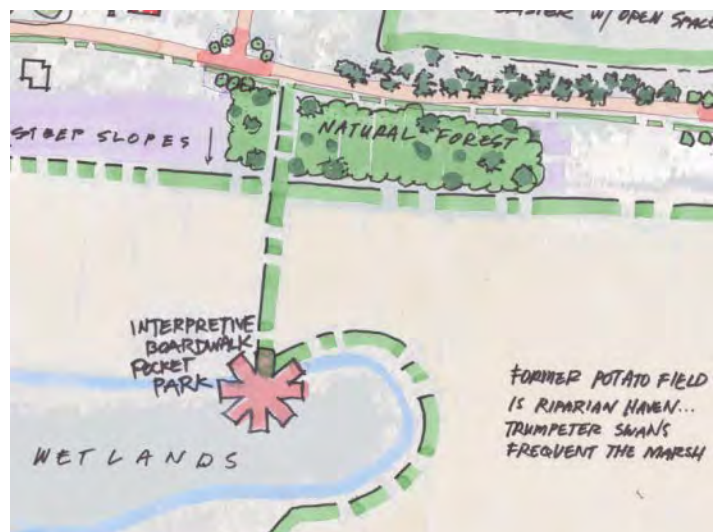 W/ OPEN SPACE
STEEP SLOPES
NATURAL FOREST
INTERPRETIVE
BOARDWALK
POCKET
PARK
FORMER POTATO FIELD
IS RIPARIAN HAVEN...
TRUMPETER SWANS
FREQUENT THE MARSH
WETLANDS